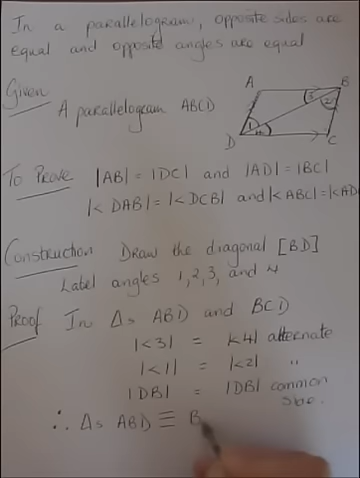 In a parallelogram, opposite sides are
equal and opposite angles are equal
Given
A parallelogram ABCD
A B
3 2
1 4
D C
To Prove |AB| = |DC| and |AD| = |BC|
|< DAB| = |< DCB| and |< ABC| = |< AD
Construction Draw the diagonal [BD]
Label angles 1, 2, 3, and 4
Proof In Δs ABD and BCD
|<3| = |<4| alternate
|<1| = |<2| "
|DB| = |DB| common
side.
∴ Δs ABD ≡ B